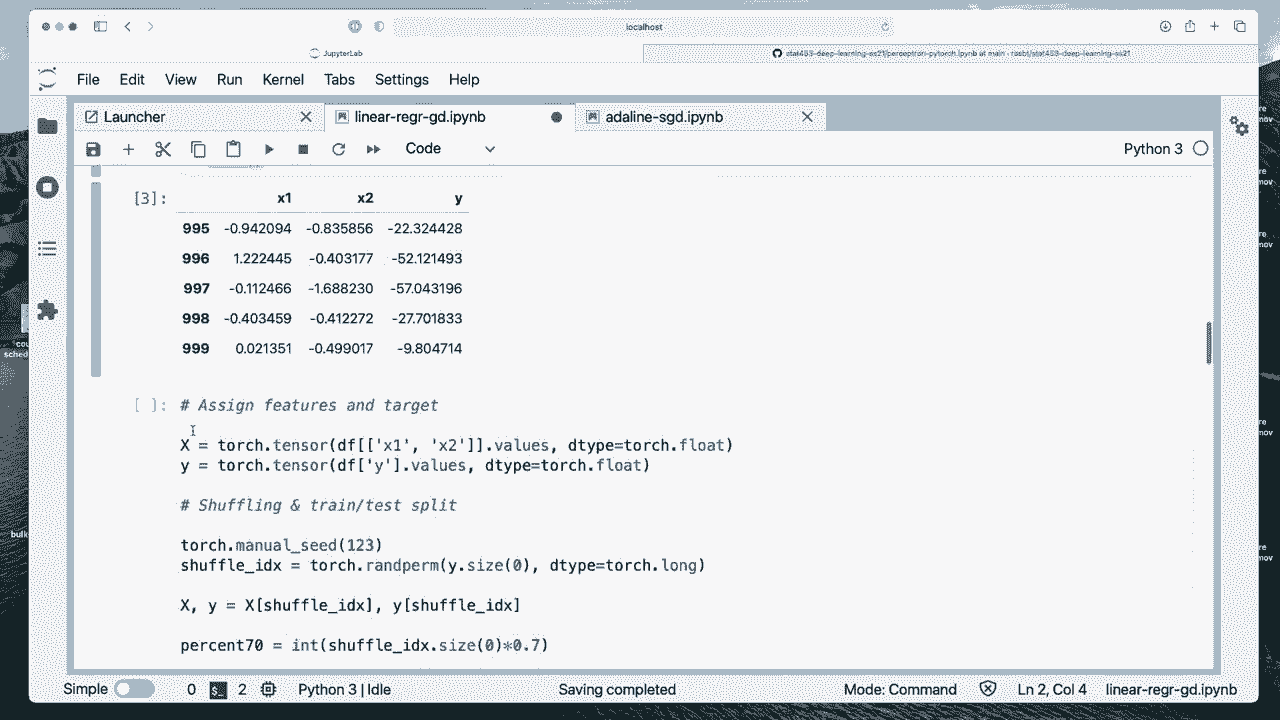 localhost
JupyterLab
stat453-deep-learning-ss21/perceptron-pytorch.ipynb at main · rasbt/stat453-deep-learning-ss21
File Edit View Run Kernel Tabs Settings Help
Launcher linear-regr-gd.ipynb adaline-sgd.ipynb
Code Python 3
[3]: x1 x2 y
995 -0.942094 -0.835856 -22.324428
996 1.222445 -0.403177 -52.121493
997 -0.112466 -1.688230 -57.043196
998 -0.403459 -0.412272 -27.701833
999 0.021351 -0.499017 -9.804714
[ ]: # Assign features and target
X = torch.tensor(df[['x1', 'x2']].values, dtype=torch.float)
y = torch.tensor(df['y'].values, dtype=torch.float)
# Shuffling & train/test split
torch.manual_seed(123)
shuffle_idx = torch.randperm(y.size(0), dtype=torch.long)
X, y = X[shuffle_idx], y[shuffle_idx]
percent70 = int(shuffle_idx.size(0)*0.7)
Simple 0 2 Python 3 | Idle Saving completed Mode: Command Ln 2, Col 4 linear-regr-gd.ipynb